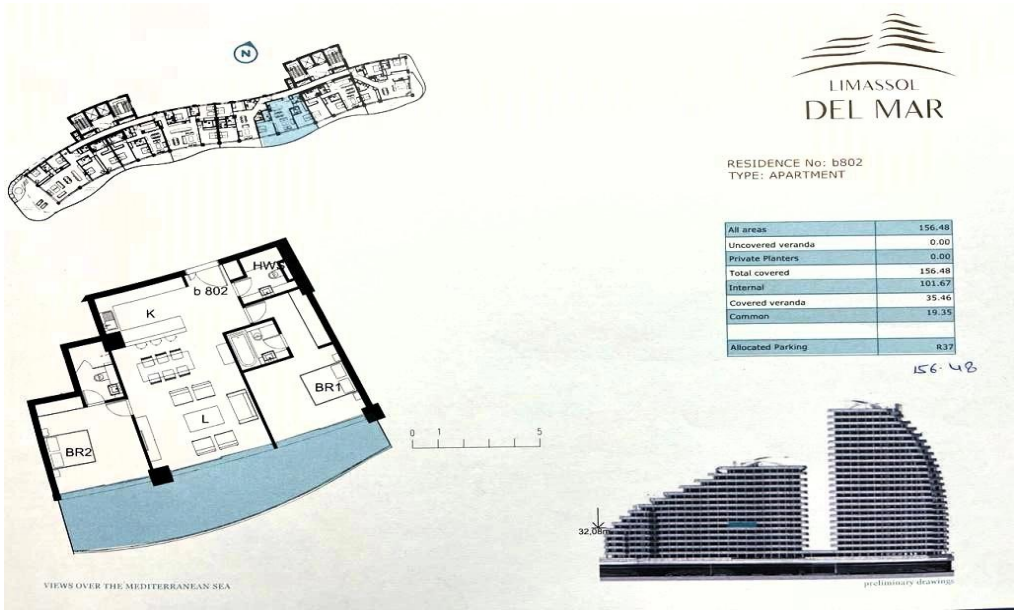 N
LIMASSOL
DEL MAR
RESIDENCE No: b802
TYPE: APARTMENT
All areas 156.48
Uncovered veranda 0.00
Private Planters 0.00
Total covered 156.48
Internal 101.67
Covered veranda 35.46
Common 19.35
Allocated Parking R37
156.48
HWS
b 802
K
BR1
L
BR2
0 1 5
32,08m
VIEWS OVER THE MEDITERRANEAN SEA
preliminary drawings